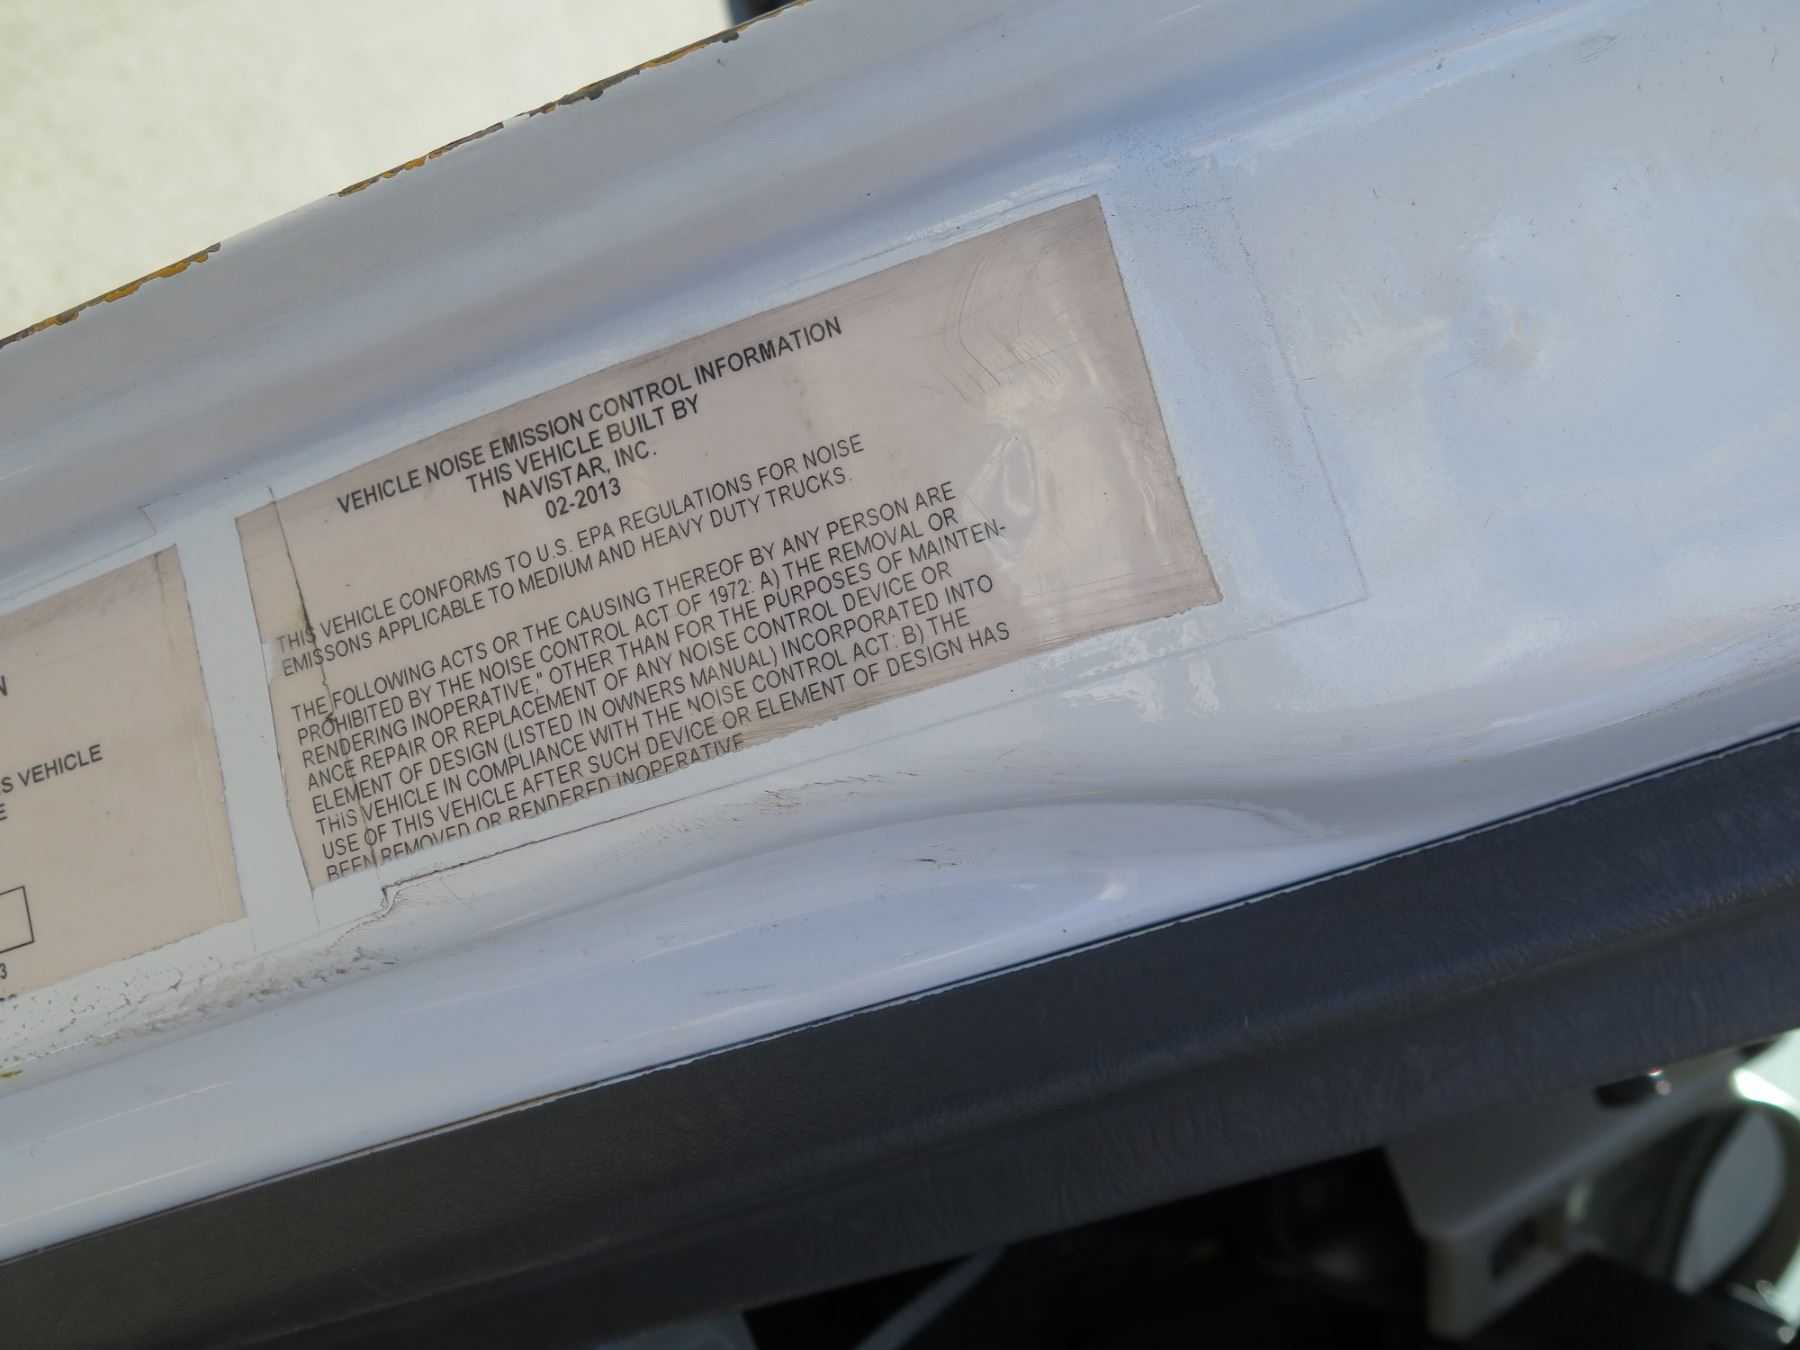 VEHICLE NOISE EMISSION CONTROL INFORMATION
THIS VEHICLE BUILT BY
NAVISTAR, INC.
02-2013
THIS VEHICLE CONFORMS TO U.S. EPA REGULATIONS FOR NOISE
EMISSONS APPLICABLE TO MEDIUM AND HEAVY DUTY TRUCKS.
THE FOLLOWING ACTS OR THE CAUSING THEREOF BY ANY PERSON ARE
PROHIBITED BY THE NOISE CONTROL ACT OF 1972: A) THE REMOVAL OR
RENDERING INOPERATIVE," OTHER THAN FOR THE PURPOSES OF MAINTEN-
ANCE REPAIR OR REPLACEMENT OF ANY NOISE CONTROL DEVICE OR
ELEMENT OF DESIGN (LISTED IN OWNERS MANUAL) INCORPORATED INTO
THIS VEHICLE IN COMPLIANCE WITH THE NOISE CONTROL ACT: B) THE
USE OF THIS VEHICLE AFTER SUCH DEVICE OR ELEMENT OF DESIGN HAS
BEEN REMOVED OR RENDERED INOPERATIVE
N
S VEHICLE
E
3